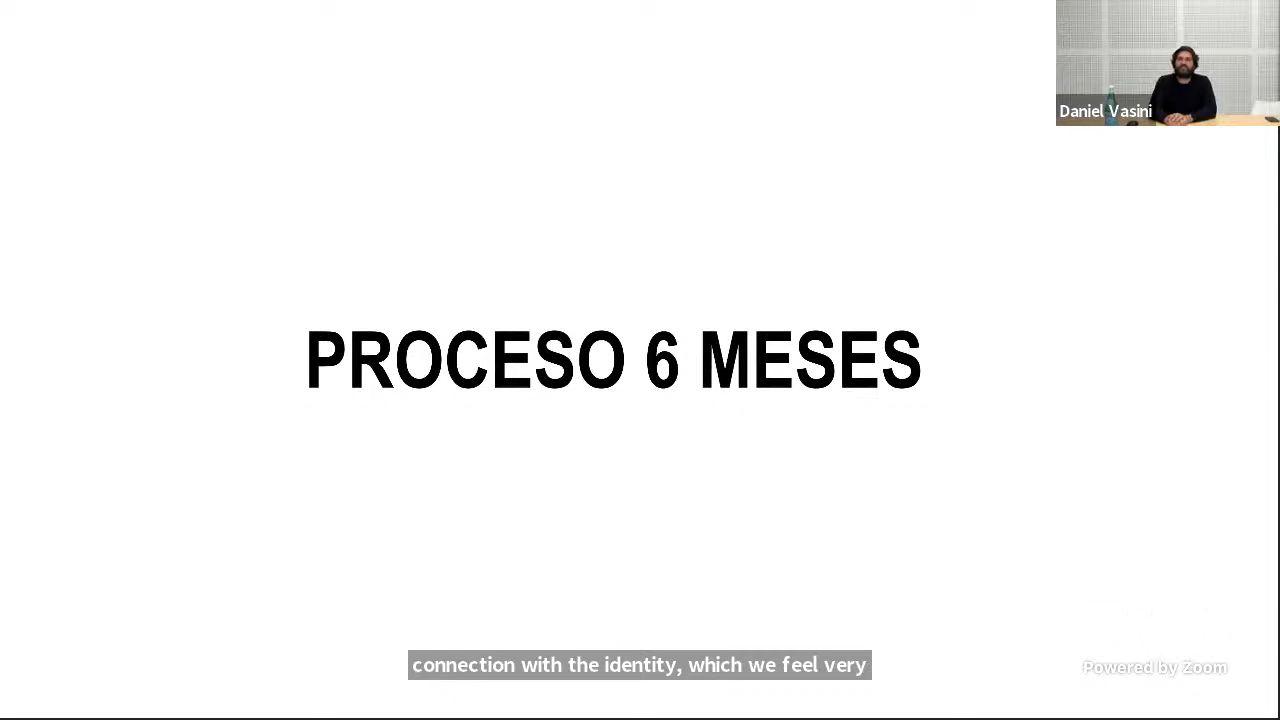 Daniel Vasini
PROCESO 6 MESES
connection with the identity, which we feel very
Powered by Zoom